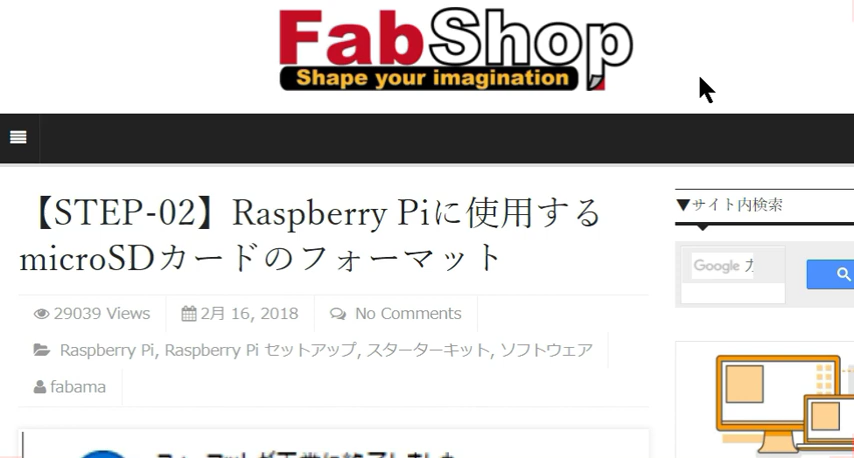 FabShop
Shape your imagination
【STEP-02】Raspberry Piに使用する
microSDカードのフォーマット
29039 Views 2月 16, 2018 No Comments
Raspberry Pi, Raspberry Pi セットアップ, スターターキット, ソフトウェア
fabama
▼サイト内検索
Google